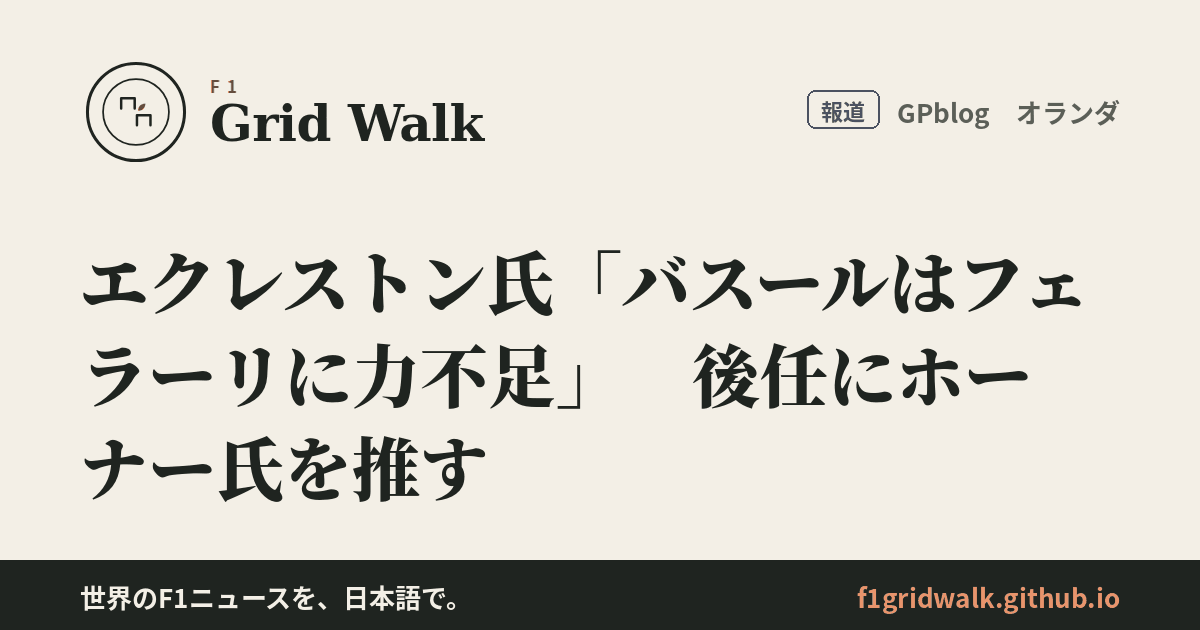 F1
Grid Walk
報道
GPblog　オランダ
エクレストン氏「バスールはフェ
ラーリに力不足」　後任にホー
ナー氏を推す
世界のF1ニュースを、日本語で。
f1gridwalk.github.io